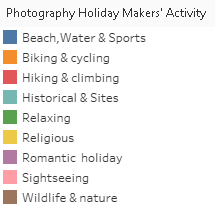 Photography Holiday Makers' Activity
Beach,Water & Sports
Biking & cycling
Hiking & climbing
Historical & Sites
Relaxing
Religious
Romantic holiday
Sightseeing
Wildlife & nature